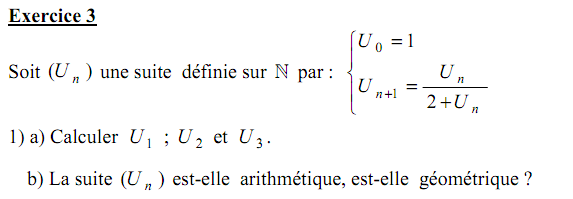 Exercice 3
Soit (U_n) une suite définie sur ℕ par : { U_0 = 1
U_{n+1} = U_n / (2 + U_n)
1) a) Calculer U_1 ; U_2 et U_3.
b) La suite (U_n) est-elle arithmétique, est-elle géométrique ?